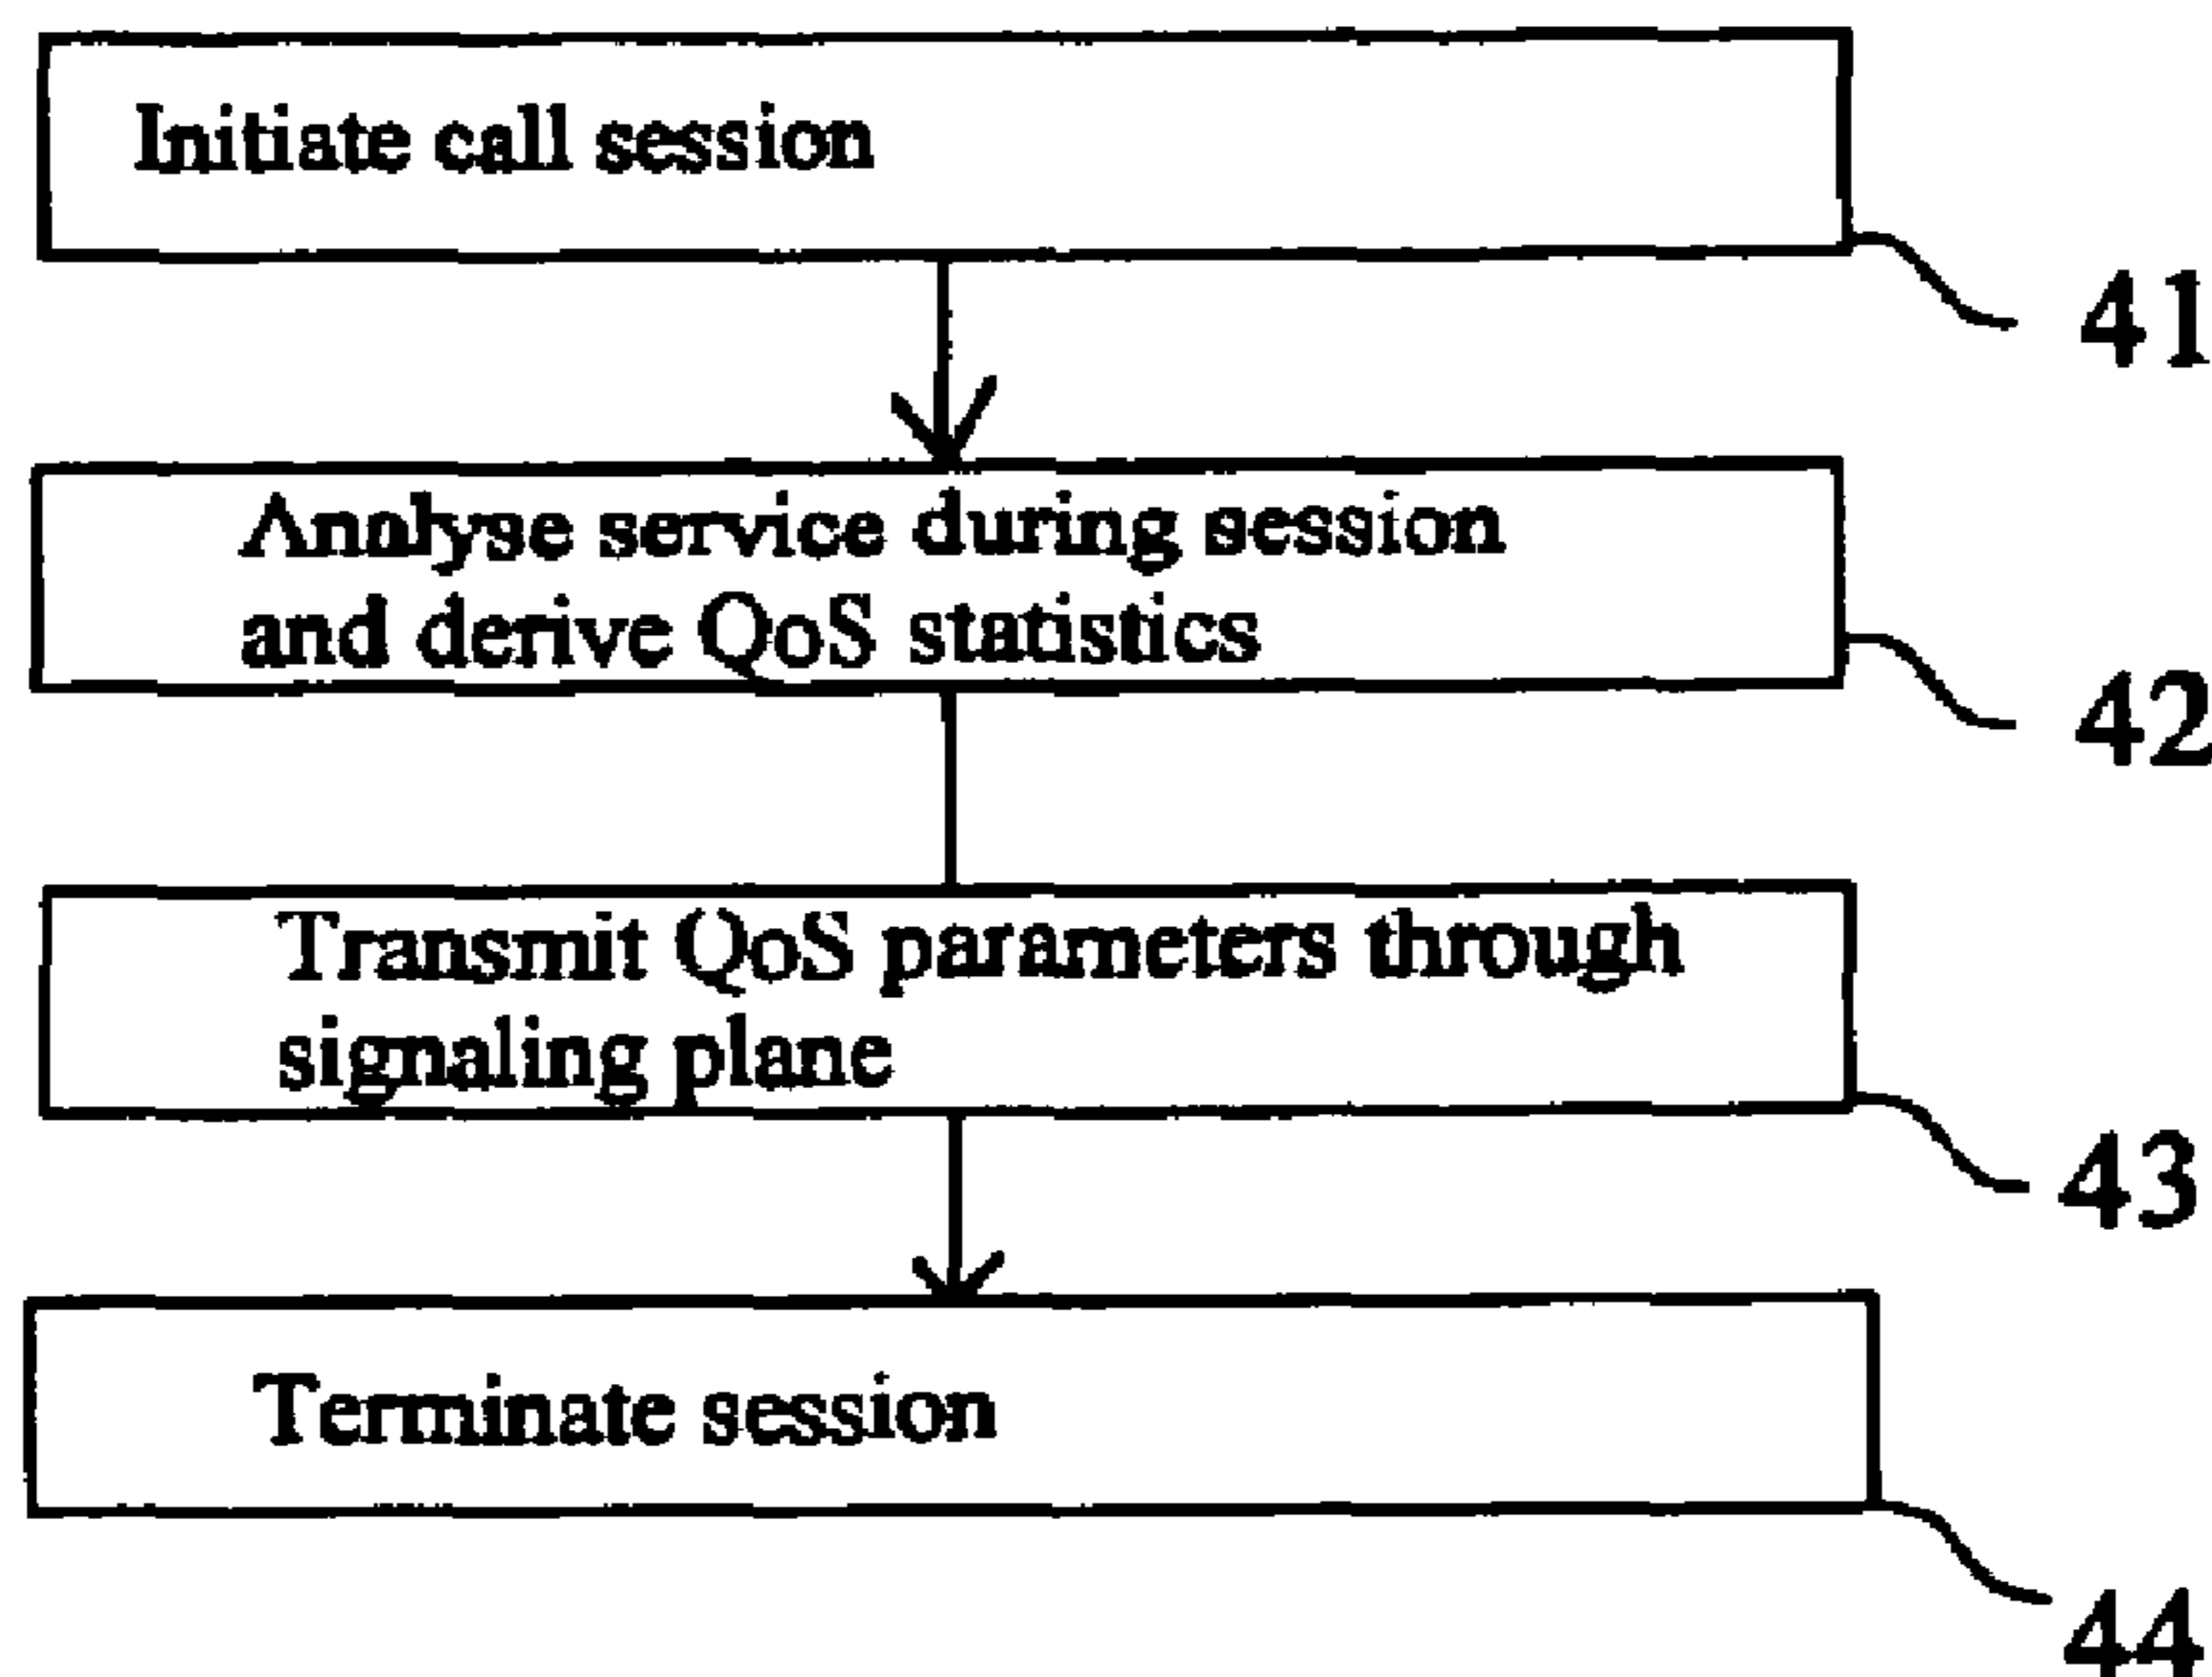 Initiate call session
41
Analyse service during session
and derive QoS statistics
42
Transmit QoS parameters through
signaling plane
43
Terminate session
44